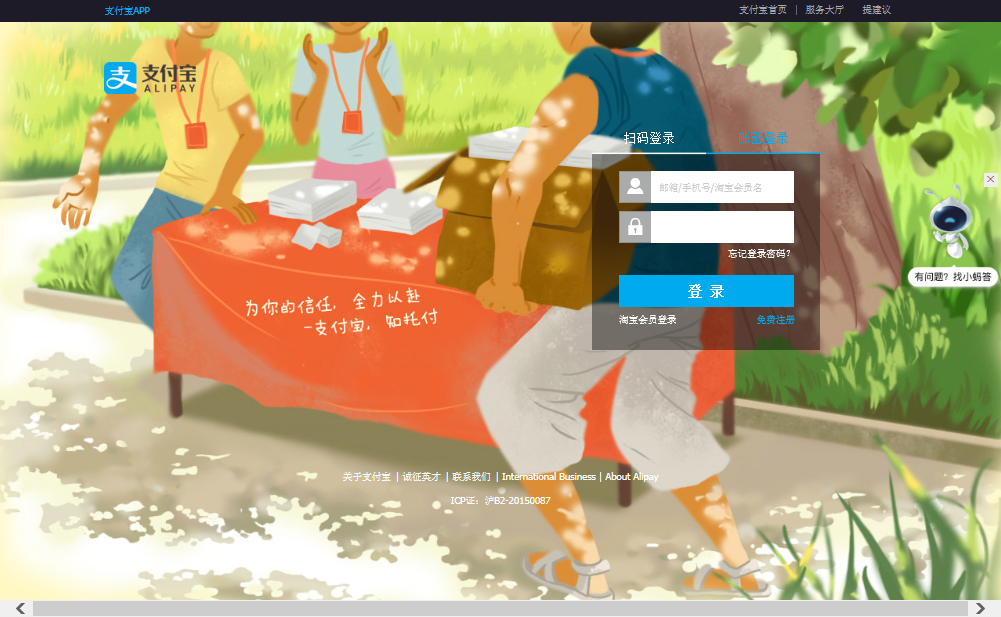 支付宝APP
支付宝首页 | 服务大厅 提建议
支付宝
ALIPAY
扫码登录 账密登录
邮箱/手机号/淘宝会员名
忘记登录密码?
登 录
淘宝会员登录 免费注册
有问题? 找小蚂答
为你的信任, 全力以赴
-支付宝, 知托付
关于支付宝 | 诚征英才 | 联系我们 | International Business | About Alipay
ICP证: 沪B2-20150087